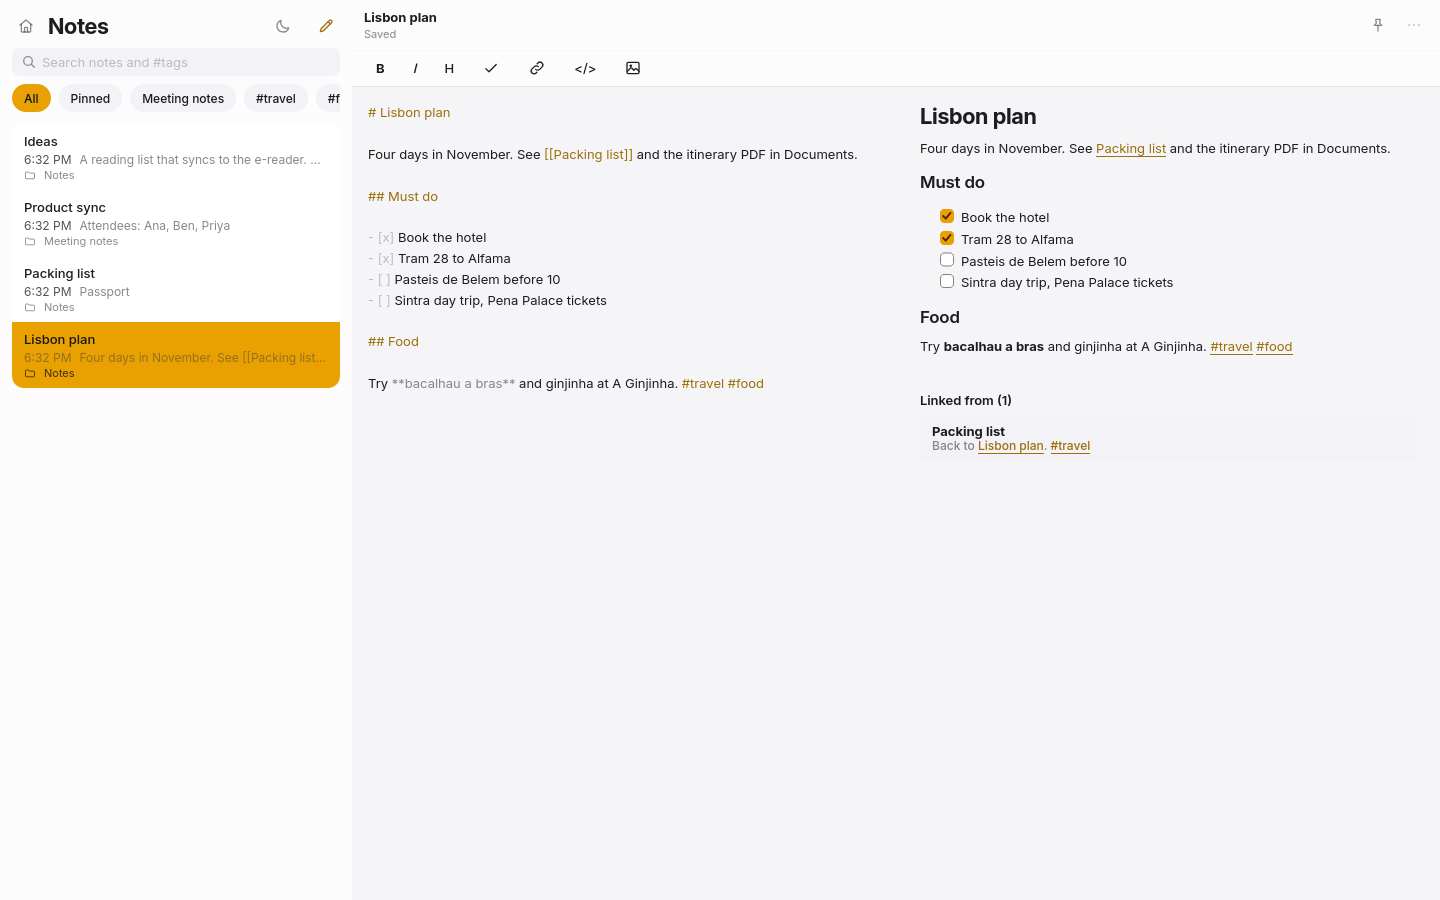 Notes
Search notes and #tags
All Pinned Meeting notes #travel #f
Ideas
6:32 PM A reading list that syncs to the e-reader. ...
Notes
Product sync
6:32 PM Attendees: Ana, Ben, Priya
Meeting notes
Packing list
6:32 PM Passport
Notes
Lisbon plan
6:32 PM Four days in November. See [[Packing list...
Notes
Lisbon plan
Saved
B I H </>
# Lisbon plan
Four days in November. See [[Packing list]] and the itinerary PDF in Documents.
## Must do
- [x] Book the hotel
- [x] Tram 28 to Alfama
- [ ] Pasteis de Belem before 10
- [ ] Sintra day trip, Pena Palace tickets
## Food
Try **bacalhau a bras** and ginjinha at A Ginjinha. #travel #food
Lisbon plan
Four days in November. See Packing list and the itinerary PDF in Documents.
Must do
Book the hotel
Tram 28 to Alfama
Pasteis de Belem before 10
Sintra day trip, Pena Palace tickets
Food
Try bacalhau a bras and ginjinha at A Ginjinha. #travel #food
Linked from (1)
Packing list
Back to Lisbon plan. #travel